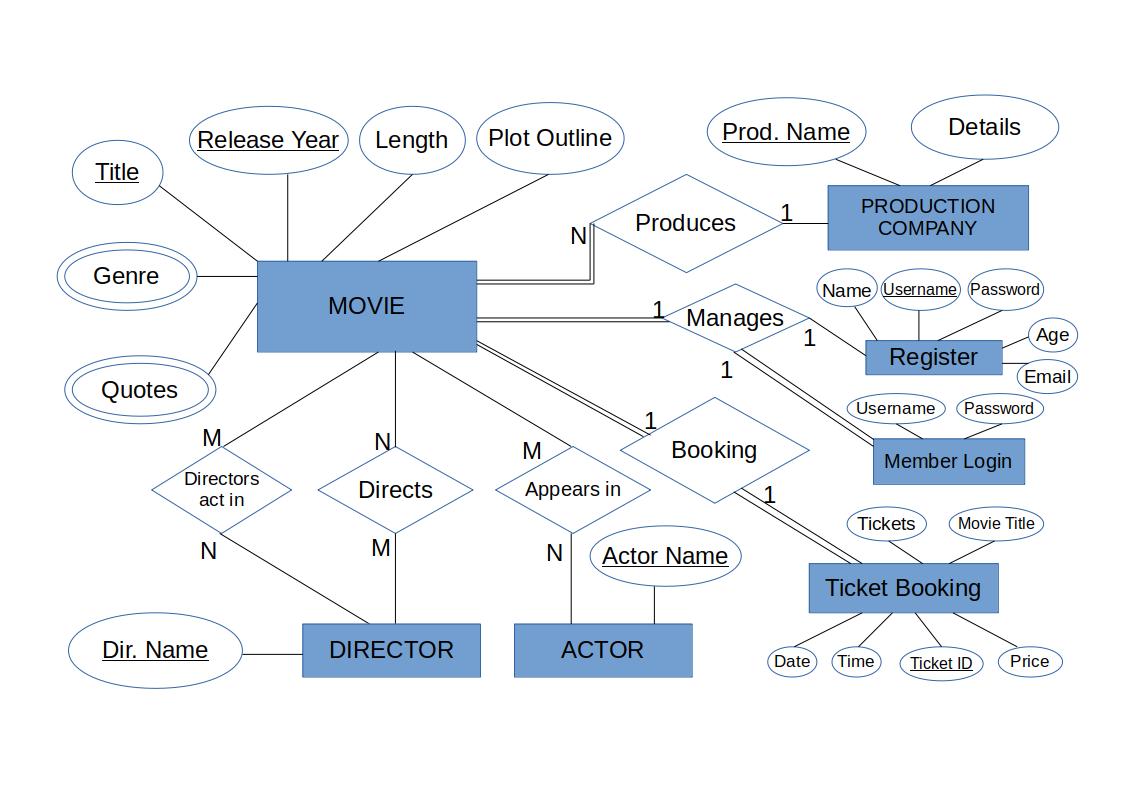 Title
Release Year
Length
Plot Outline
Prod. Name
Details
Genre
Quotes
MOVIE
N
Produces
1
PRODUCTION
COMPANY
1
Manages
1
1
Name
Username
Password
Register
Age
Email
Username
Password
Member Login
1
Booking
1
M
Directors
act in
N
N
Directs
M
M
Appears in
N
Actor Name
Tickets
Movie Title
Ticket Booking
Date
Time
Ticket ID
Price
Dir. Name
DIRECTOR
ACTOR